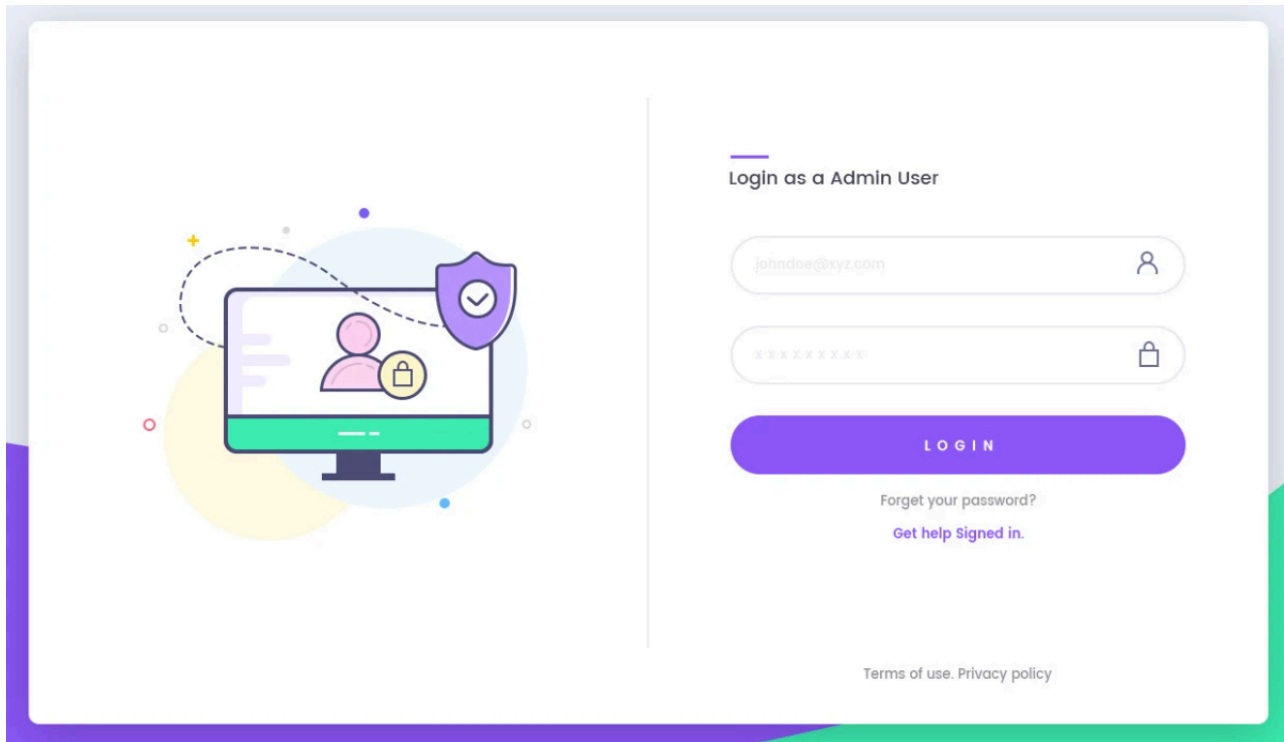 Login as a Admin User
johndoe@xyz.com
x x x x x x x x x
LOGIN
Forget your password?
Get help Signed in.
Terms of use. Privacy policy